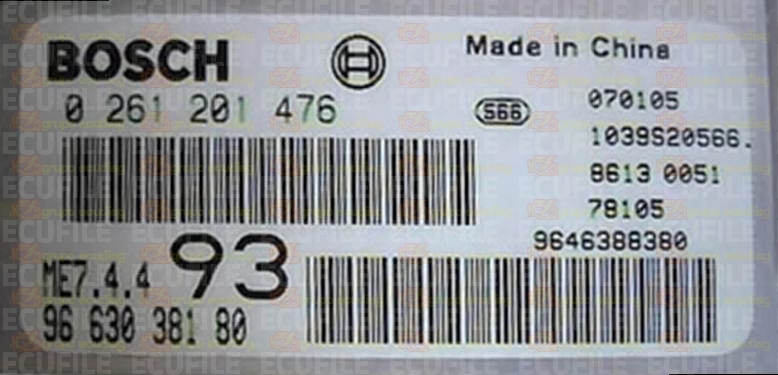 BOSCH
Made in China
0 261 201 476
S66
070105
1039S20566.
8613 0051
78105
9646388380
ME7.4.4
93
96 630 381 80